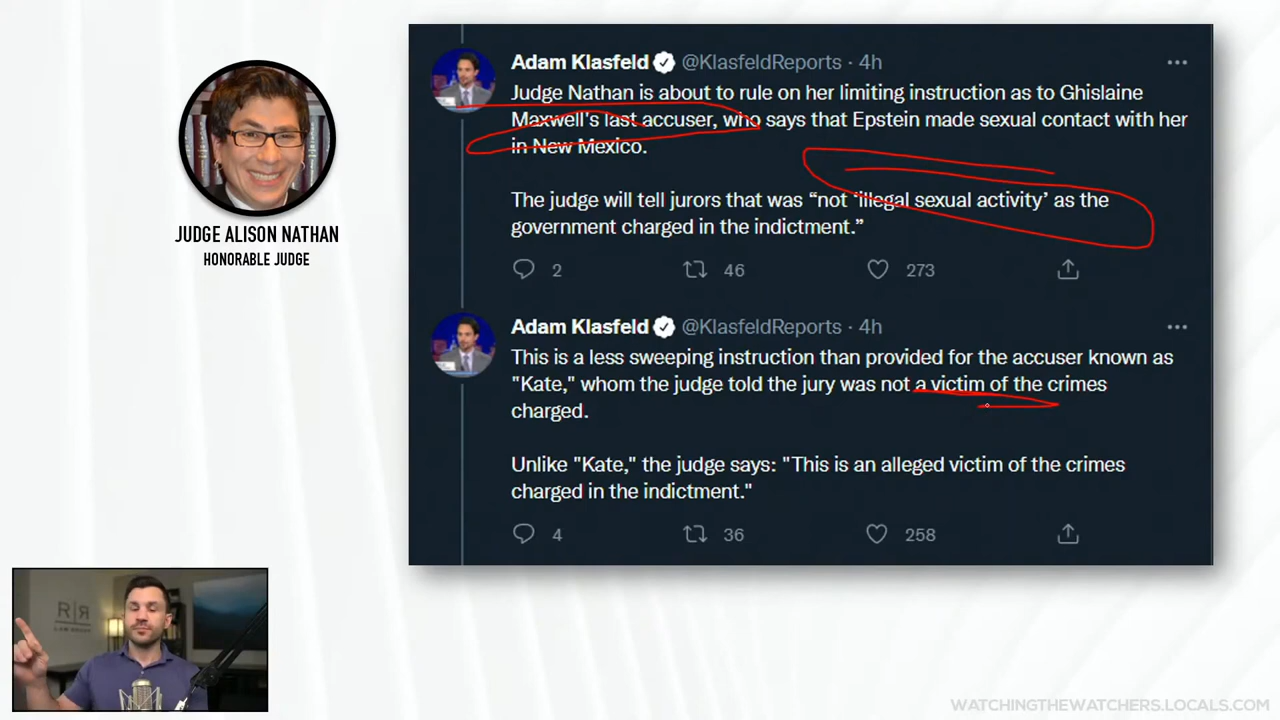 JUDGE ALISON NATHAN
HONORABLE JUDGE
Adam Klasfeld @KlasfeldReports · 4h
Judge Nathan is about to rule on her limiting instruction as to Ghislaine
Maxwell's last accuser, who says that Epstein made sexual contact with her
in New Mexico.
The judge will tell jurors that was “not ‘illegal sexual activity’ as the
government charged in the indictment.”
2 46 273
Adam Klasfeld @KlasfeldReports · 4h
This is a less sweeping instruction than provided for the accuser known as
"Kate," whom the judge told the jury was not a victim of the crimes
charged.
Unlike "Kate," the judge says: "This is an alleged victim of the crimes
charged in the indictment."
4 36 258
R|R
LAW GROUP
WATCHINGTHEWATCHERS.LOCALS.COM